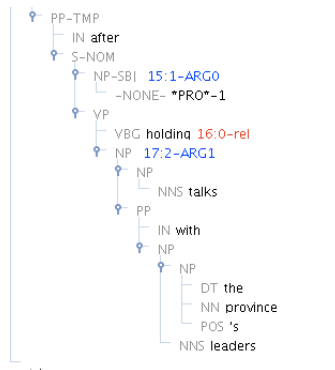 PP-TMP
IN after
S-NOM
NP-SBJ 15:1-ARG0
-NONE- *PRO*-1
VP
VBG holding 16:0-rel
NP 17:2-ARG1
NP
NNS talks
PP
IN with
NP
NP
DT the
NN province
POS 's
NNS leaders